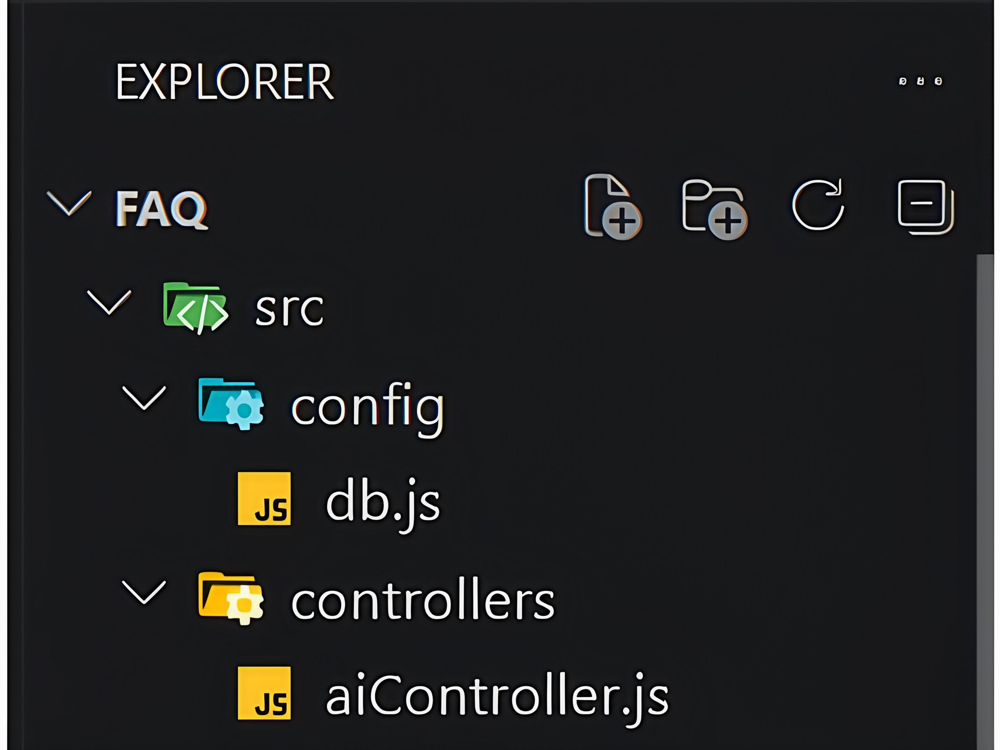 EXPLORER
FAQ
src
config
JS db.js
controllers
JS aiController.js